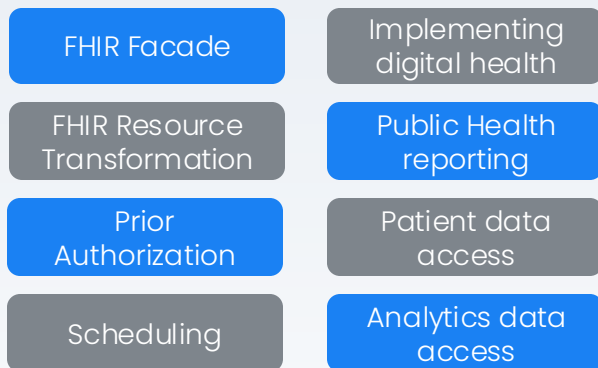 FHIR Facade
Implementing
digital health
FHIR Resource
Transformation
Public Health
reporting
Prior
Authorization
Patient data
access
Scheduling
Analytics data
access